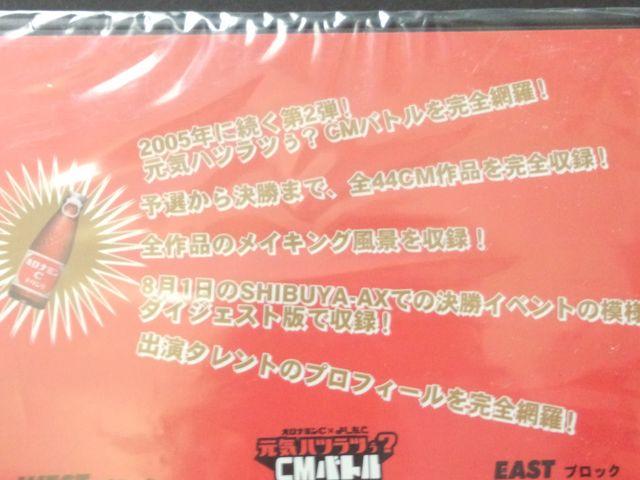 2005年に続く第2弾！
元気ハツラツぅ？CMバトルを完全網羅！
予選から決勝まで、全44CM作品を完全収録！
全作品のメイキング風景を収録！
8月1日のSHIBUYA-AXでの決勝イベントの模様
ダイジェスト版で収録！
出演タレントのプロフィールを完全網羅！
オロナミン
C
オロナミンC×よしもと
元気ハツラツぅ？
CMバトル
WEST
EAST ブロック